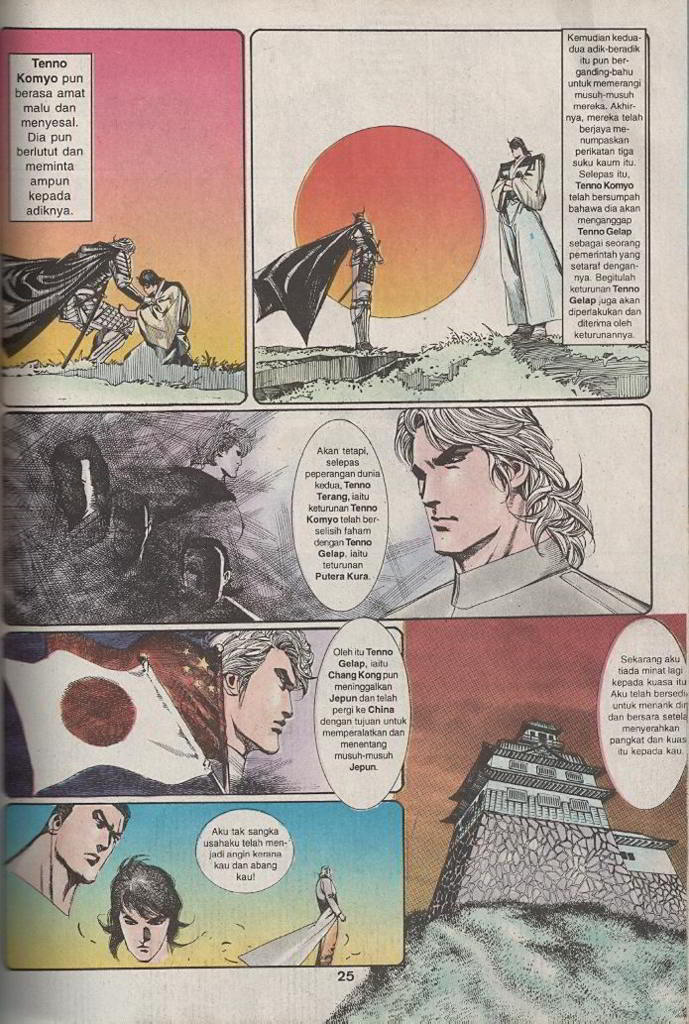 Tenno
Komyo pun
berasa amat
malu dan
menyesal.
Dia pun
berlutut dan
meminta
ampun
kepada
adiknya.
Kemudian kedua-
dua adik-beradik
itu pun ber-
ganding-bahu
untuk memerangi
musuh-musuh
mereka. Akhir-
nya, mereka telah
berjaya me-
numpaskan
perikatan tiga
suku kaum itu.
Selepas itu,
Tenno Komyo
telah bersumpah
bahawa dia akan
menganggap
Tenno Gelap
sebagai seorang
pemerintah yang
setaraf dengan-
nya. Begitulah
keturunan Tenno
Gelap juga akan
diperlakukan dan
diterima oleh
keturunannya.
Akan tetapi,
selepas
peperangan dunia
kedua, Tenno
Terang, iaitu
keturunan Tenno
Komyo telah ber-
selisih faham
dengan Tenno
Gelap, iaitu
teturunan
Putera Kura.
Oleh itu Tenno
Gelap, iaitu
Chang Kong pun
meninggalkan
Jepun dan telah
pergi ke China
dengan tujuan untuk
memperalatkan dan
menentang
musuh-musuh
Jepun.
Sekarang aku
tiada minat lagi
kepada kuasa itu
Aku telah bersedi
untuk menarik diri
dan bersara setela
menyerahkan
pangkat dan kuas
itu kepada kau.
Aku tak sangka
usahaku telah men-
jadi angin kerana
kau dan abang
kau!
25